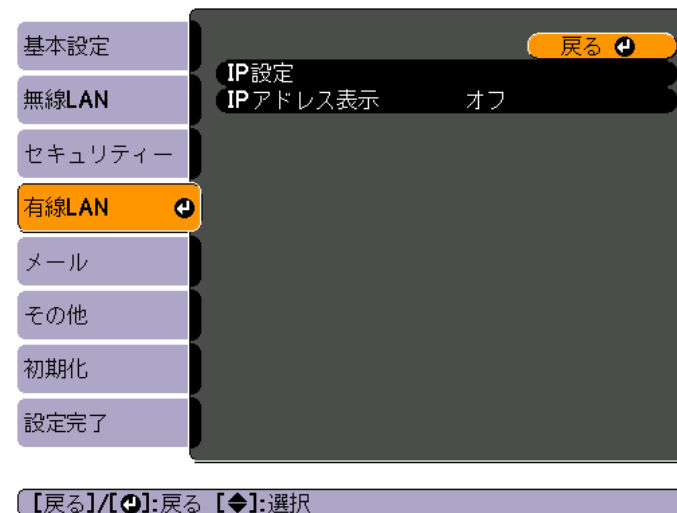 基本設定
無線LAN
セキュリティー
有線LAN
メール
その他
初期化
設定完了
戻る
IP設定
IPアドレス表示 オフ
[戻る]/[⏎]:戻る [◆]:選択